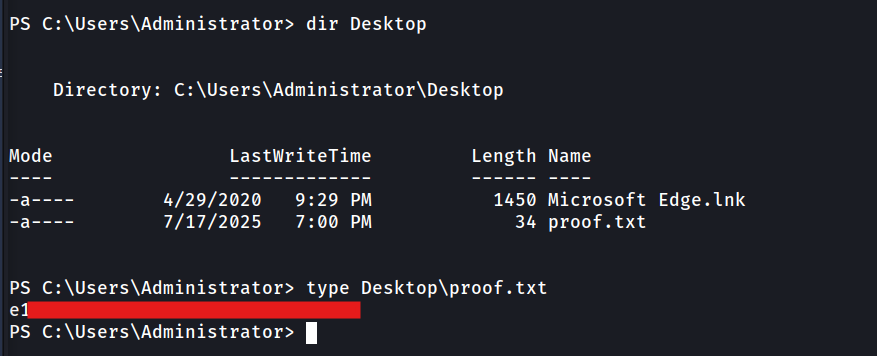 PS C:\Users\Administrator> dir Desktop
Directory: C:\Users\Administrator\Desktop
Mode LastWriteTime Length Name
---- ------------- ------ ----
-a---- 4/29/2020 9:29 PM 1450 Microsoft Edge.lnk
-a---- 7/17/2025 7:00 PM 34 proof.txt
PS C:\Users\Administrator> type Desktop\proof.txt
e1
PS C:\Users\Administrator>